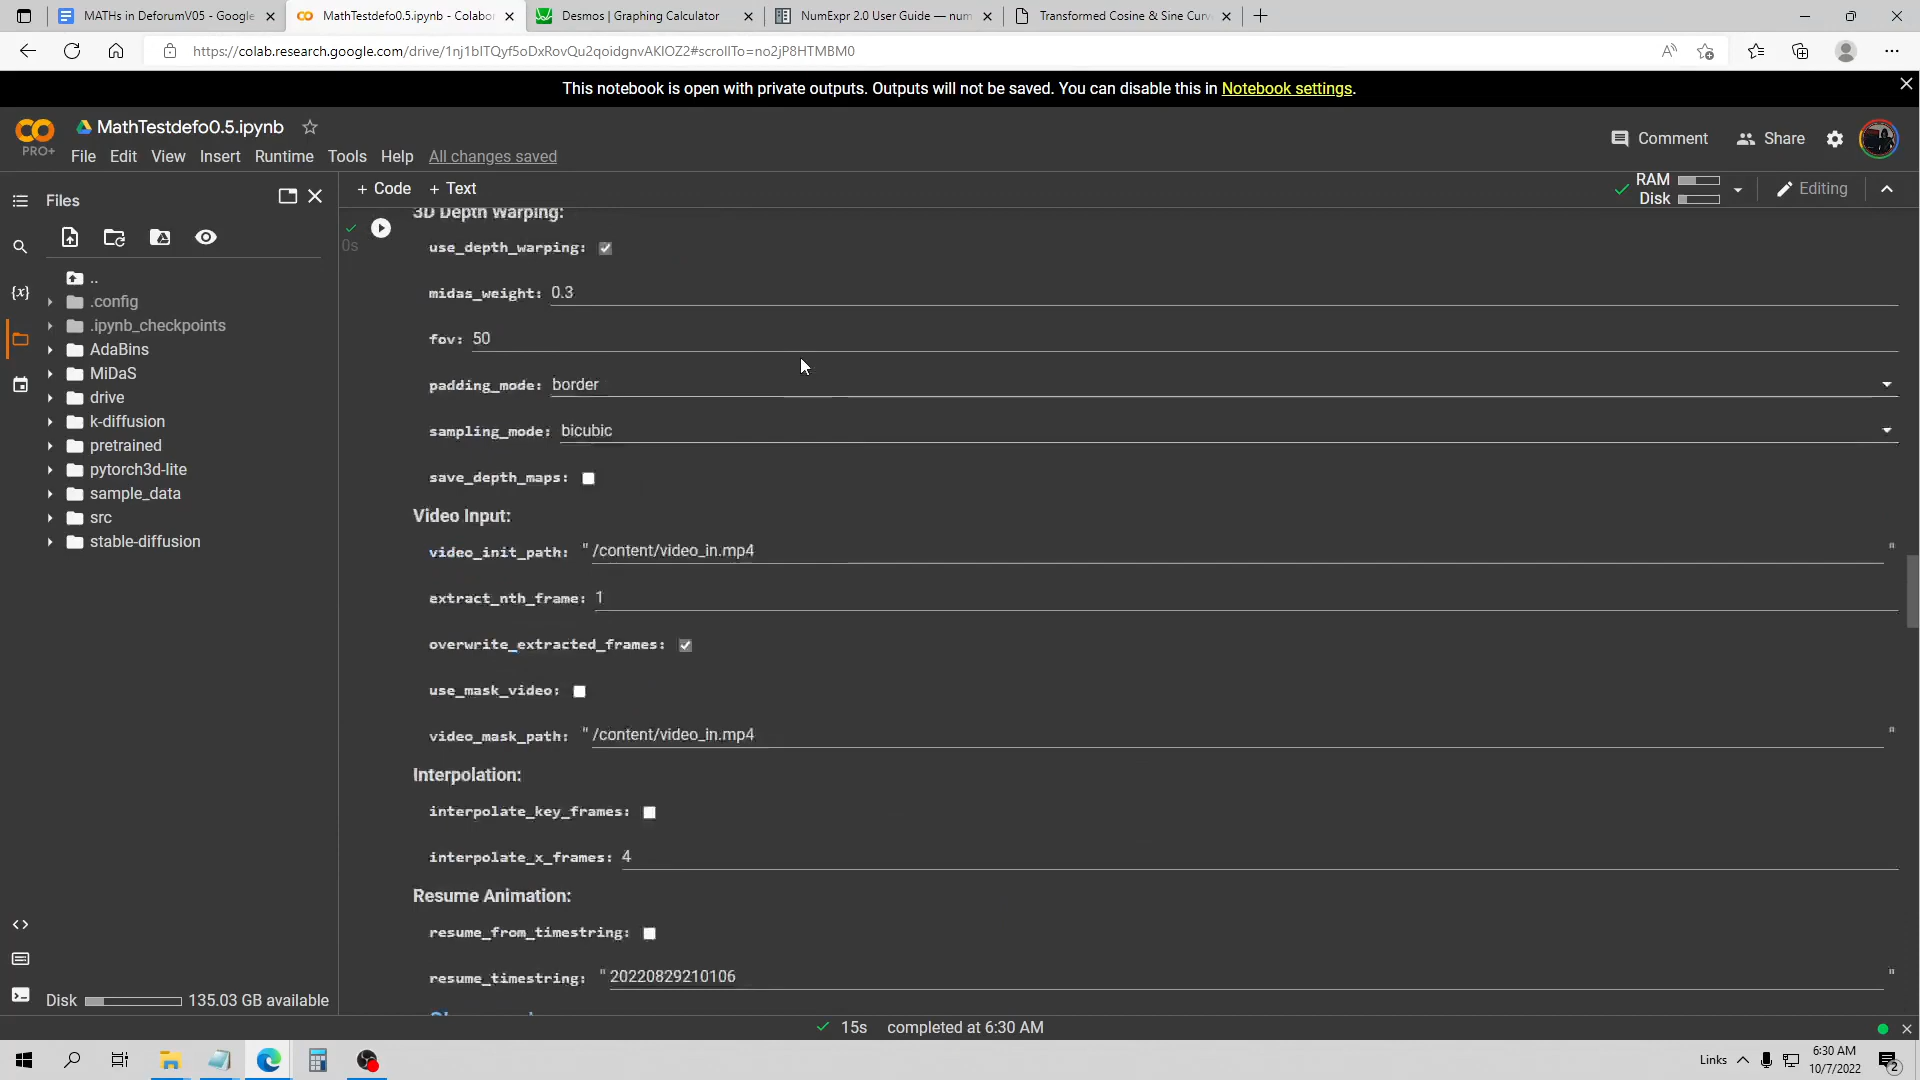 MATHs in DeforumV05 - Google
MathTestdefo0.5.ipynb - Colabo
Desmos | Graphing Calculator
NumExpr 2.0 User Guide — num
Transformed Cosine & Sine Curv
https://colab.research.google.com/drive/1nj1bITQyf5oDxRovQu2qoidgnvAKIOZ2#scrollTo=no2jP8HTMBM0
This notebook is open with private outputs. Outputs will not be saved. You can disable this in Notebook settings.
MathTestdefo0.5.ipynb
PRO+
File Edit View Insert Runtime Tools Help All changes saved
Comment Share
Files
+ Code + Text
RAM
Disk
Editing
..
.config
.ipynb_checkpoints
AdaBins
MiDaS
drive
k-diffusion
pretrained
pytorch3d-lite
sample_data
src
stable-diffusion
Disk 135.03 GB available
0s
3D Depth Warping:
use_depth_warping:
midas_weight: 0.3
fov: 50
padding_mode: border
sampling_mode: bicubic
save_depth_maps:
Video Input:
video_init_path: "/content/video_in.mp4"
extract_nth_frame: 1
overwrite_extracted_frames:
use_mask_video:
video_mask_path: "/content/video_in.mp4"
Interpolation:
interpolate_key_frames:
interpolate_x_frames: 4
Resume Animation:
resume_from_timestring:
resume_timestring: "20220829210106"
15s completed at 6:30 AM
Links
6:30 AM
10/7/2022
2